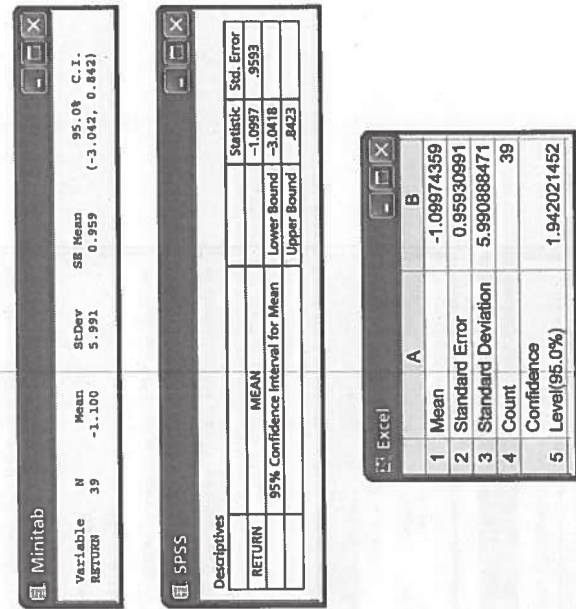 Minitab
Variable N Mean StDev SE Mean 95.0% C.I.
RETURN 39 -1.100 5.991 0.959 (-3.042, 0.842)
SPSS
Descriptives
Statistic Std. Error
RETURN MEAN -1.0997 .9593
95% Confidence Interval for Mean Lower Bound -3.0418
Upper Bound .8423
Excel
A B
1 Mean -1.09974359
2 Standard Error 0.95930991
3 Standard Deviation 5.990888471
4 Count 39
Confidence
5 Level(95.0%) 1.942021452